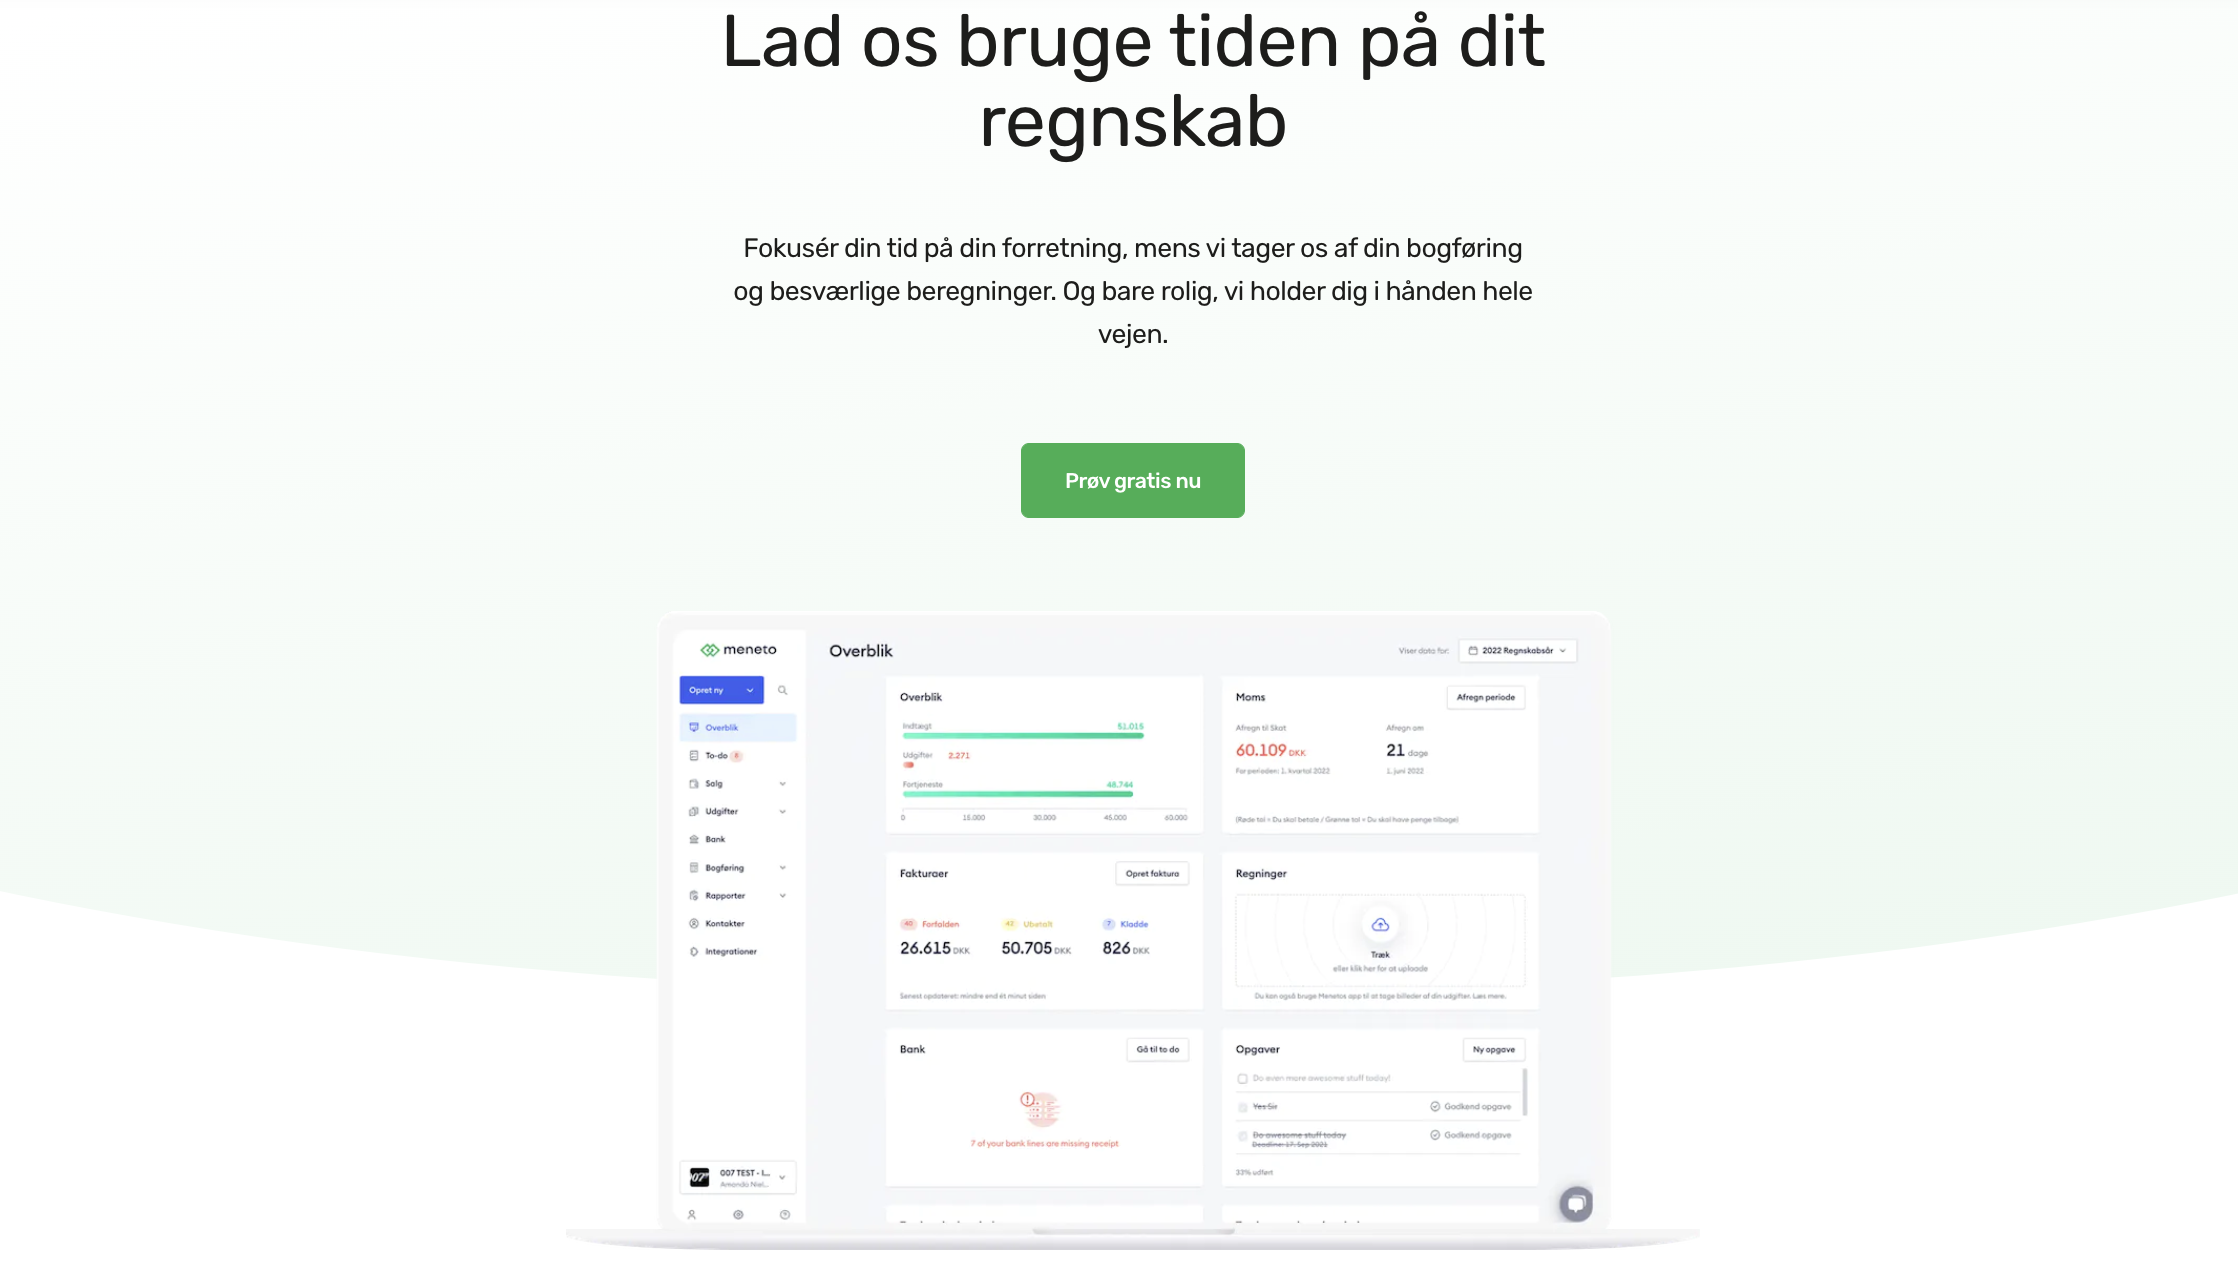 Lad os bruge tiden på dit
regnskab
Fokusér din tid på din forretning, mens vi tager os af din bogføring
og besværlige beregninger. Og bare rolig, vi holder dig i hånden hele
vejen.
Prøv gratis nu
meneto
Opret ny
Overblik
To-do 8
Salg
Udgifter
Bank
Bogføring
Rapporter
Kontakter
Integrationer
007 TEST - I...
Amanda Niel...
Overblik
Viser data for:
2022 Regnskabsår
Overblik
Indtægt 51.015
Udgifter 2.271
Fortjeneste 48.744
0 15.000 30.000 45.000 60.000
Moms
Afregn periode
Afregn til Skat
Afregn om
60.109 DKK
21 dage
For perioden: 1. kvartal 2022
1. juni 2022
(Røde tal = Du skal betale / Grønne tal = Du skal have penge tilbage)
Fakturaer
Opret faktura
40 Forfalden
42 Ubetalt
7 Kladde
26.615 DKK
50.705 DKK
826 DKK
Senest opdateret: mindre end ét minut siden
Regninger
Træk
eller klik her for at uploade
Du kan også bruge Menetos app til at tage billeder af din udgifter. Læs mere.
Bank
Gå til to do
7 of your bank lines are missing receipt
Opgaver
Ny opgave
Do even more awesome stuff today!
Yes Sir
Godkend opgave
Do awesome stuff today
Deadline: 17. Sep 2021
Godkend opgave
33% udført